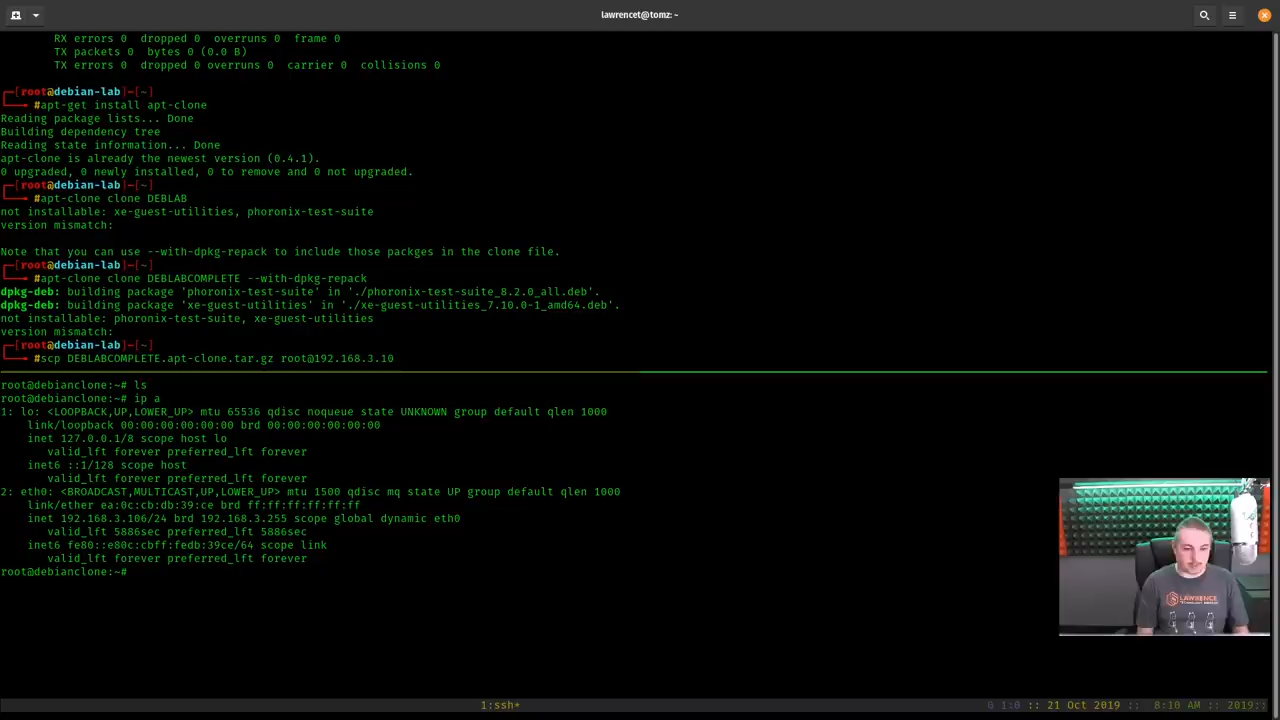 lawrencet@tomz: ~
RX errors 0  dropped 0  overruns 0  frame 0
TX packets 0  bytes 0 (0.0 B)
TX errors 0  dropped 0 overruns 0  carrier 0  collisions 0
[root@debian-lab]-[~]
#apt-get install apt-clone
Reading package lists... Done
Building dependency tree
Reading state information... Done
apt-clone is already the newest version (0.4.1).
0 upgraded, 0 newly installed, 0 to remove and 0 not upgraded.
[root@debian-lab]-[~]
#apt-clone clone DEBLAB
not installable: xe-guest-utilities, phoronix-test-suite
version mismatch:
Note that you can use --with-dpkg-repack to include those packges in the clone file.
[root@debian-lab]-[~]
#apt-clone clone DEBLABCOMPLETE --with-dpkg-repack
dpkg-deb: building package 'phoronix-test-suite' in './phoronix-test-suite_8.2.0_all.deb'.
dpkg-deb: building package 'xe-guest-utilities' in './xe-guest-utilities_7.10.0-1_amd64.deb'.
not installable: phoronix-test-suite, xe-guest-utilities
version mismatch:
[root@debian-lab]-[~]
#scp DEBLABCOMPLETE.apt-clone.tar.gz root@192.168.3.10
root@debianclone:~# ls
root@debianclone:~# ip a
1: lo: <LOOPBACK,UP,LOWER_UP> mtu 65536 qdisc noqueue state UNKNOWN group default qlen 1000
link/loopback 00:00:00:00:00:00 brd 00:00:00:00:00:00
inet 127.0.0.1/8 scope host lo
valid_lft forever preferred_lft forever
inet6 ::1/128 scope host
valid_lft forever preferred_lft forever
2: eth0: <BROADCAST,MULTICAST,UP,LOWER_UP> mtu 1500 qdisc mq state UP group default qlen 1000
link/ether ea:0c:cb:db:39:ce brd ff:ff:ff:ff:ff:ff
inet 192.168.3.106/24 brd 192.168.3.255 scope global dynamic eth0
valid_lft 5886sec preferred_lft 5886sec
inet6 fe80::e80c:cbff:fedb:39ce/64 scope link
valid_lft forever preferred_lft forever
root@debianclone:~#
LAWRENCE
1:ssh*
1:0 :: 21 Oct 2019 :: 8:10 AM :: 2019::